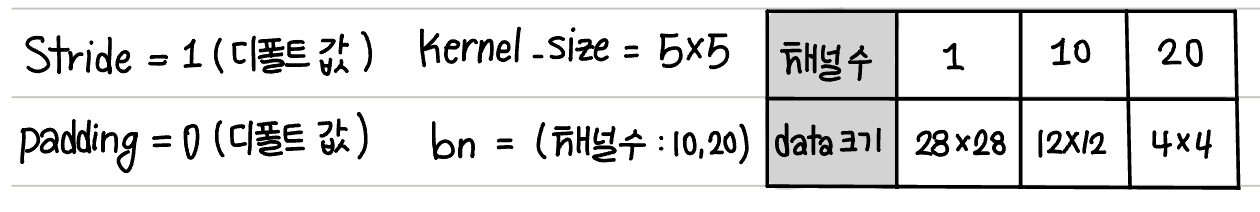 Stride = 1 (디폴트 값) Kernel_size = 5×5 채널수 1 10 20
padding = 0 (디폴트 값) bn = (채널수 : 10, 20) data 크기 28×28 12×12 4×4